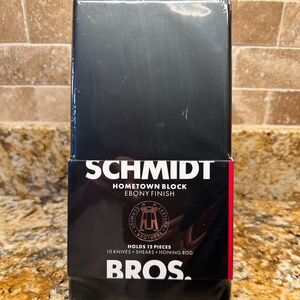 SCHMIDT
HOMETOWN BLOCK
EBONY FINISH
HOLDS 12 PIECES
10 KNIVES • SHEARS • HONING ROD
BROS.